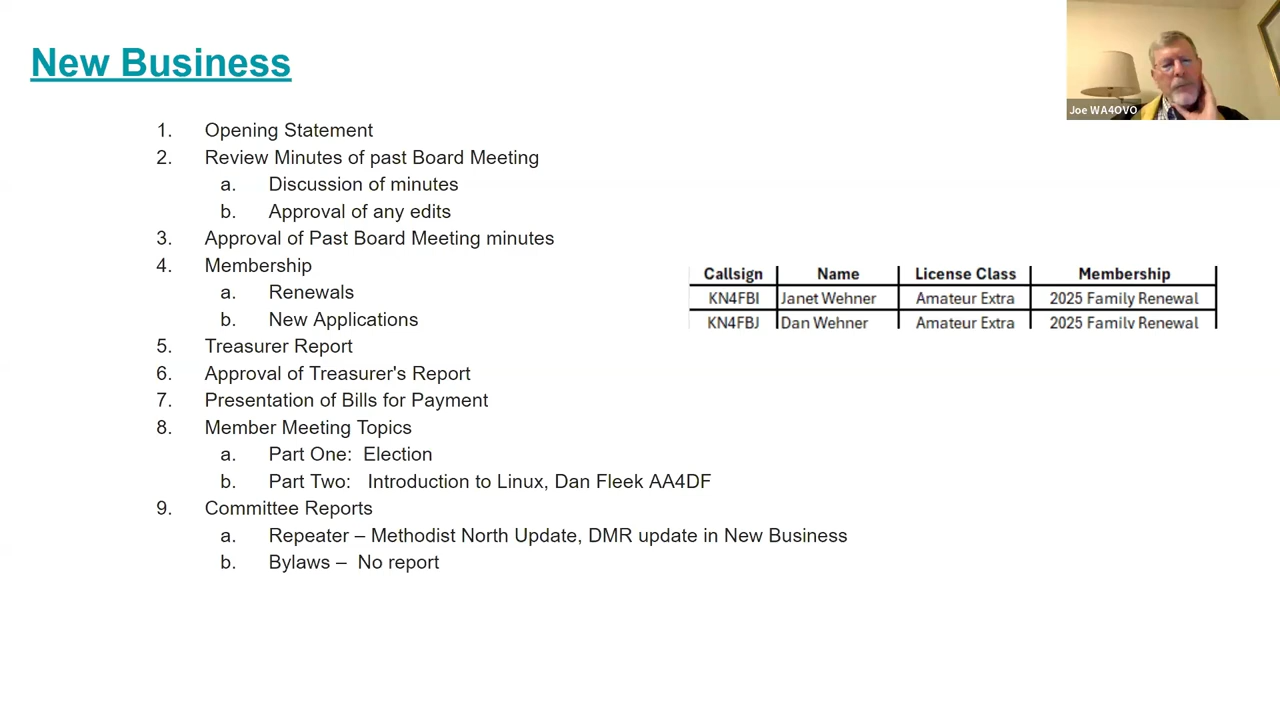 New Business
Joe WA4OVO
1. Opening Statement
2. Review Minutes of past Board Meeting
a. Discussion of minutes
b. Approval of any edits
3. Approval of Past Board Meeting minutes
4. Membership
a. Renewals
b. New Applications
Callsign Name License Class Membership
KN4FBI Janet Wehner Amateur Extra 2025 Family Renewal
KN4FBJ Dan Wehner Amateur Extra 2025 Family Renewal
5. Treasurer Report
6. Approval of Treasurer's Report
7. Presentation of Bills for Payment
8. Member Meeting Topics
a. Part One: Election
b. Part Two: Introduction to Linux, Dan Fleek AA4DF
9. Committee Reports
a. Repeater – Methodist North Update, DMR update in New Business
b. Bylaws – No report